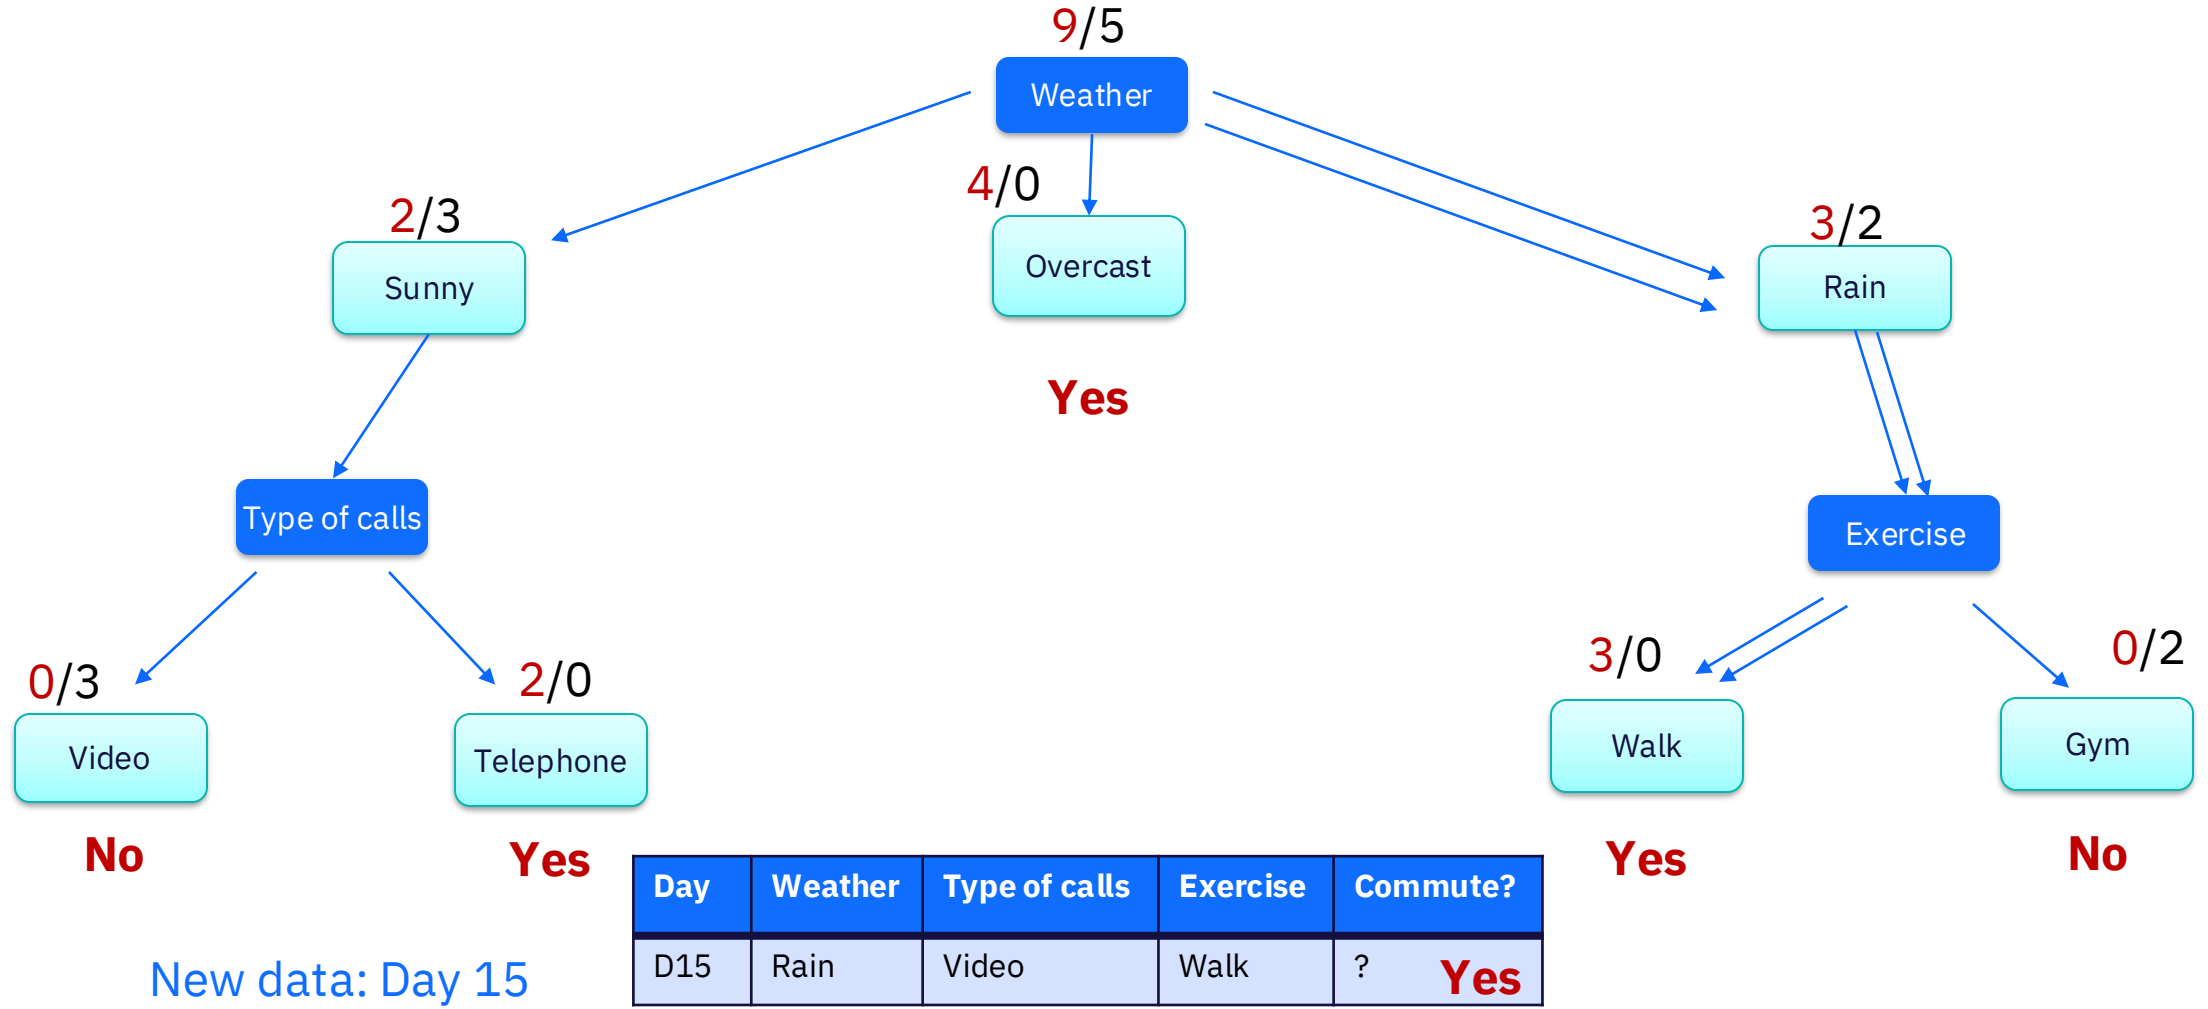 9/5
Weather
2/3
4/0
3/2
Sunny
Overcast
Rain
Yes
Type of calls
Exercise
0/3
2/0
3/0
0/2
Video
Telephone
Walk
Gym
No
Yes
Yes
No
Day Weather Type of calls Exercise Commute?
D15 Rain Video Walk ? Yes
New data: Day 15